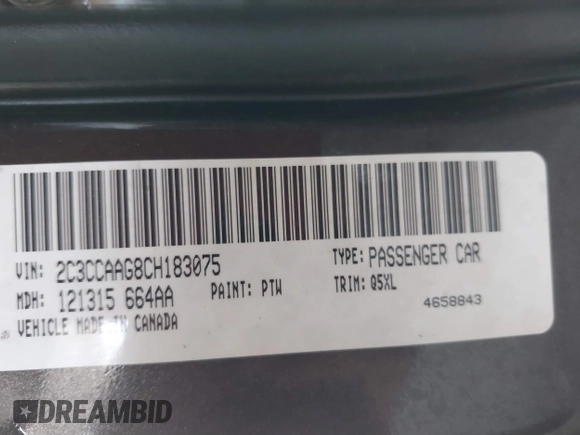 VIN: 2C3CCAAG8CH183075 TYPE: PASSENGER CAR
MDH: 121315 664AA PAINT: PTW TRIM: Q5XL
VEHICLE MADE IN CANADA 4658843
DREAMBID